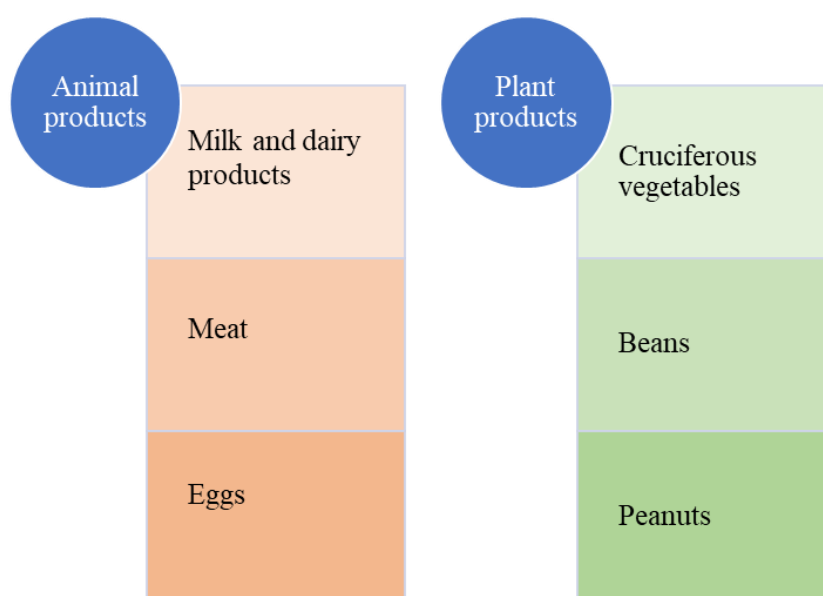 Animal
products
Milk and dairy
products
Meat
Eggs
Plant
products
Cruciferous
vegetables
Beans
Peanuts